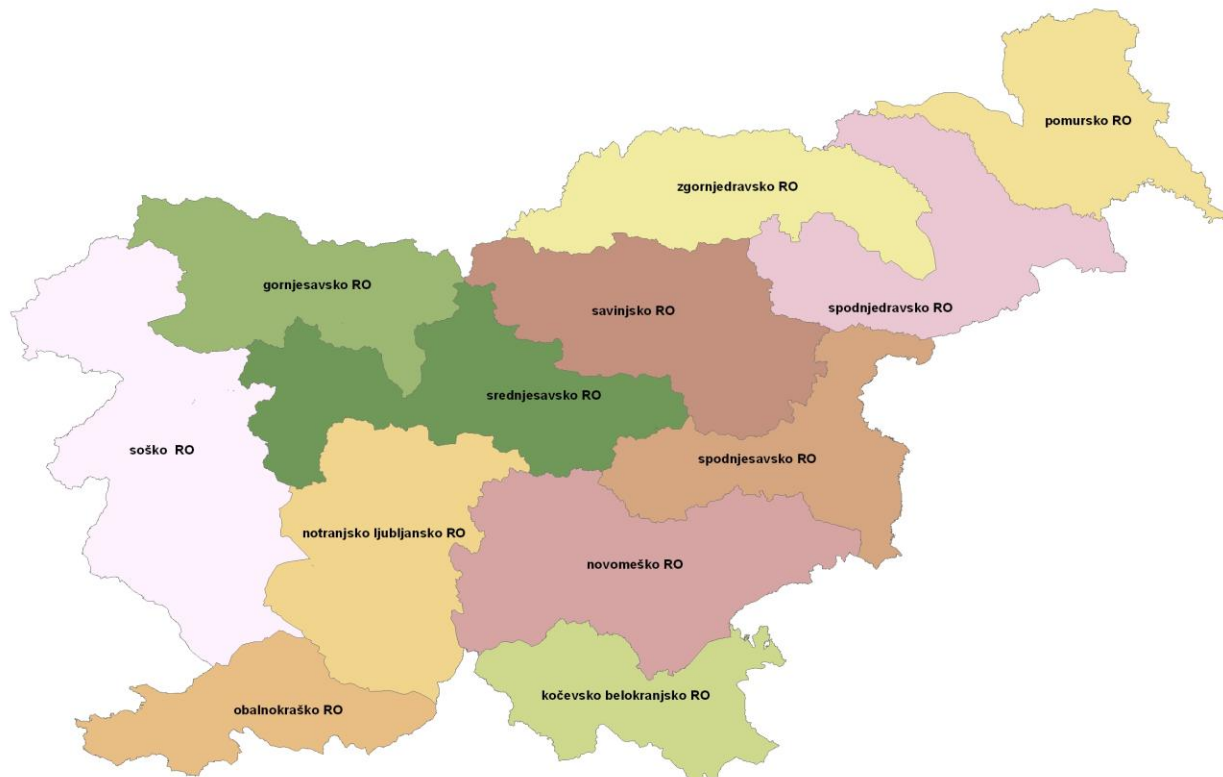 pomursko RO
zgornjedravsko RO
gornjesavsko RO
savinjsko RO
spodnjedravsko RO
srednjesavsko RO
soško  RO
spodnjesavsko RO
notranjsko ljubljansko RO
novomeško RO
kočevsko belokranjsko RO
obalnokraško RO